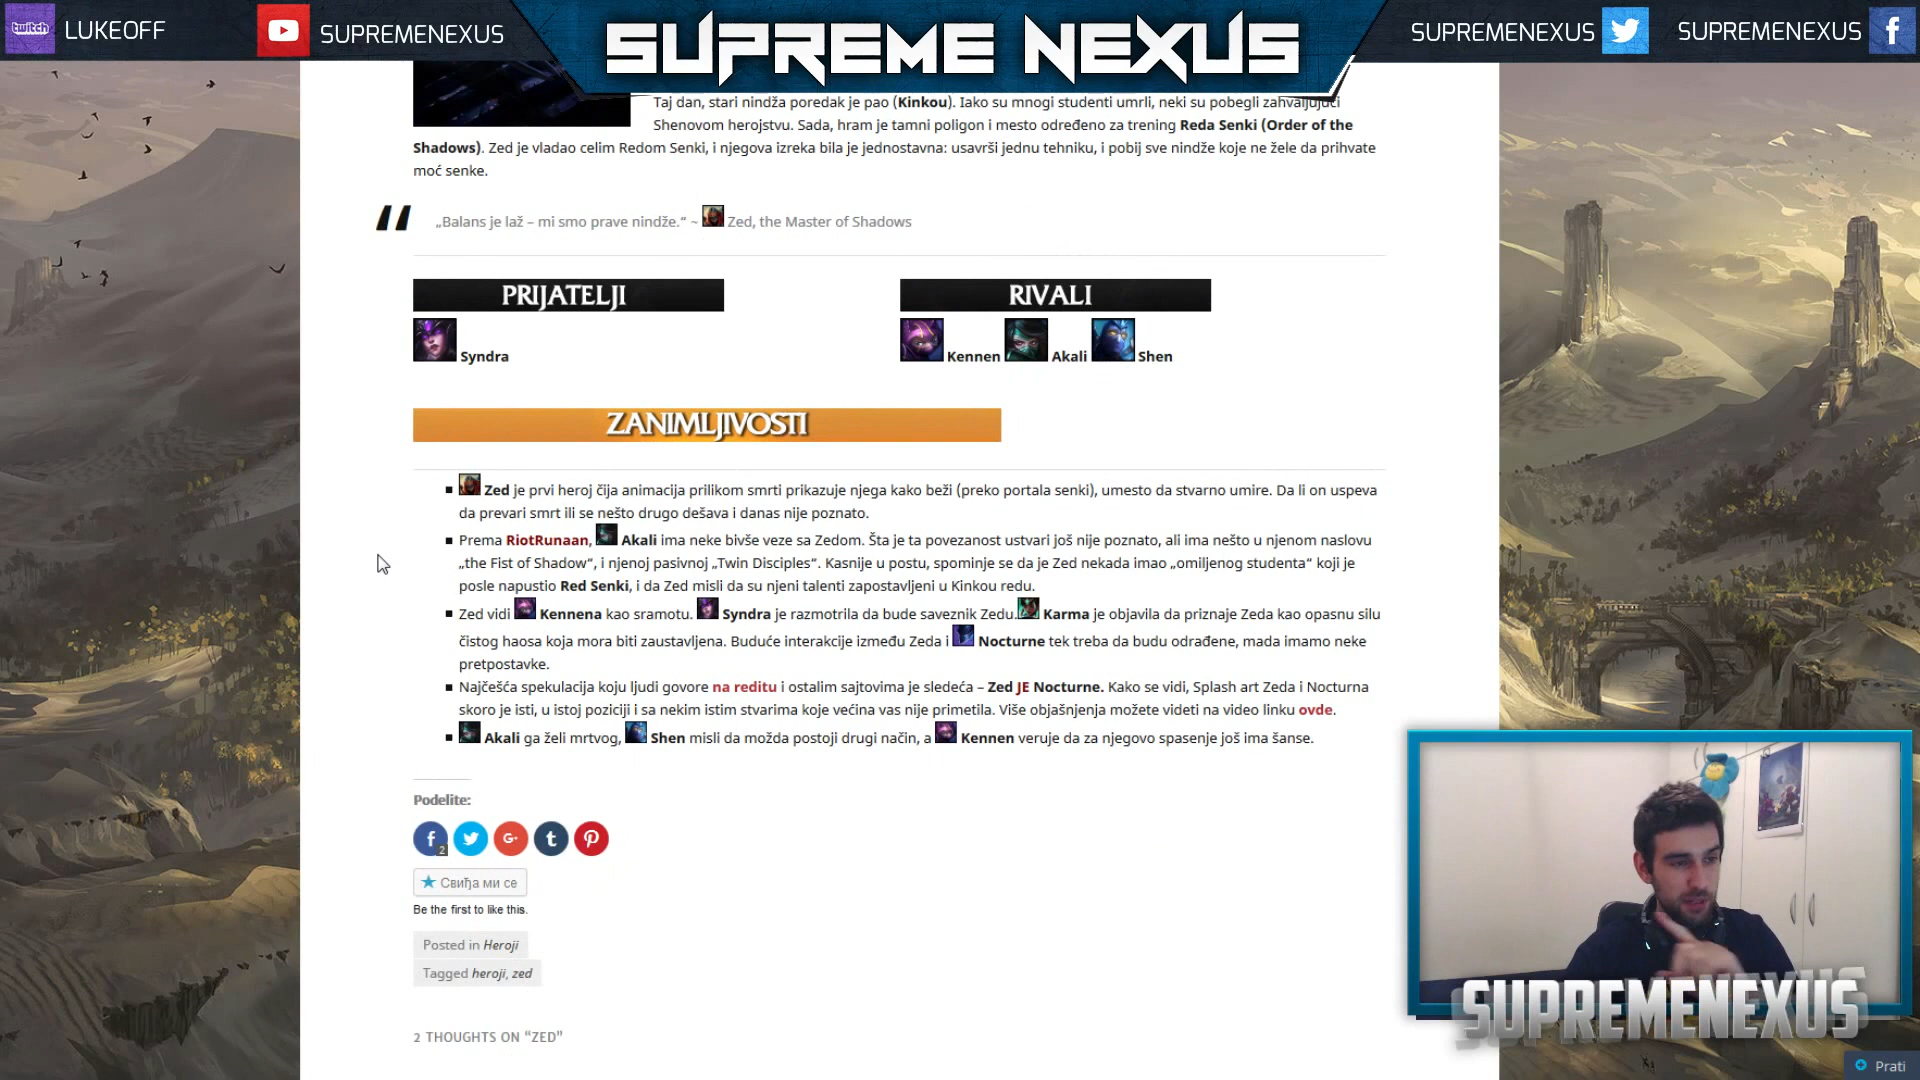 twitch LUKEOFF
SUPREMENEXUS
SUPREME NEXUS
SUPREMENEXUS
SUPREMENEXUS
Taj dan, stari nindža poredak je pao (Kinkou). Iako su mnogi studenti umrli, neki su pobegli zahvaljujući
Shenovom herojstvu. Sada, hram je tamni poligon i mesto određeno za trening Reda Senki (Order of the
Shadows). Zed je vladao celim Redom Senki, i njegova izreka bila je jednostavna: usavrši jednu tehniku, i pobij sve nindže koje ne žele da prihvate
moć senke.
„Balans je laž – mi smo prave nindže.“ ~ Zed, the Master of Shadows
PRIJATELJI
RIVALI
Syndra
Kennen Akali Shen
ZANIMLJIVOSTI
Zed je prvi heroj čija animacija prilikom smrti prikazuje njega kako beži (preko portala senki), umesto da stvarno umire. Da li on uspeva
da prevari smrt ili se nešto drugo dešava i danas nije poznato.
Prema RiotRunaan, Akali ima neke bivše veze sa Zedom. Šta je ta povezanost ustvari još nije poznato, ali ima nešto u njenom naslovu
„the Fist of Shadow“, i njenoj pasivnoj „Twin Disciples“. Kasnije u postu, spominje se da je Zed nekada imao „omiljenog studenta“ koji je
posle napustio Red Senki, i da Zed misli da su njeni talenti zapostavljeni u Kinkou redu.
Zed vidi Kennena kao sramotu. Syndra je razmotrila da bude saveznik Zedu. Karma je objavila da priznaje Zeda kao opasnu silu
čistog haosa koja mora biti zaustavljena. Buduće interakcije između Zeda i Nocturne tek treba da budu odrađene, mada imamo neke
pretpostavke.
Najčešća spekulacija koju ljudi govore na reditu i ostalim sajtovima je sledeća – Zed JE Nocturne. Kako se vidi, Splash art Zeda i Nocturna
skoro je isti, u istoj poziciji i sa nekim istim stvarima koje većina vas nije primetila. Više objašnjenja možete videti na video linku ovde.
Akali ga želi mrtvog, Shen misli da možda postoji drugi način, a Kennen veruje da za njegovo spasenje još ima šanse.
Podelite:
2
Свиђа ми се
Be the first to like this.
Posted in Heroji
Tagged heroji, zed
2 THOUGHTS ON “ZED”
SUPREMENEXUS
Prati